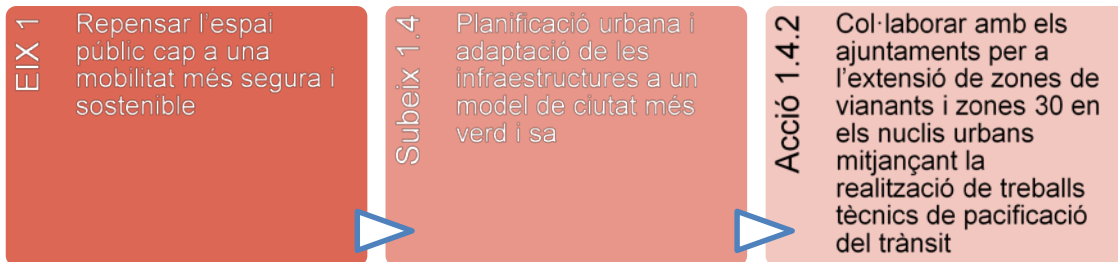 EIX 1
Repensar l'espai
públic cap a una
mobilitat més segura i
sostenible
Subeix 1.4
Planificació urbana i
adaptació de les
infraestructures a un
model de ciutat més
verd i sa
Acció 1.4.2
Col·laborar amb els
ajuntaments per a
l'extensió de zones de
vianants i zones 30 en
els nuclis urbans
mitjançant la
realització de treballs
tècnics de pacificació
del trànsit